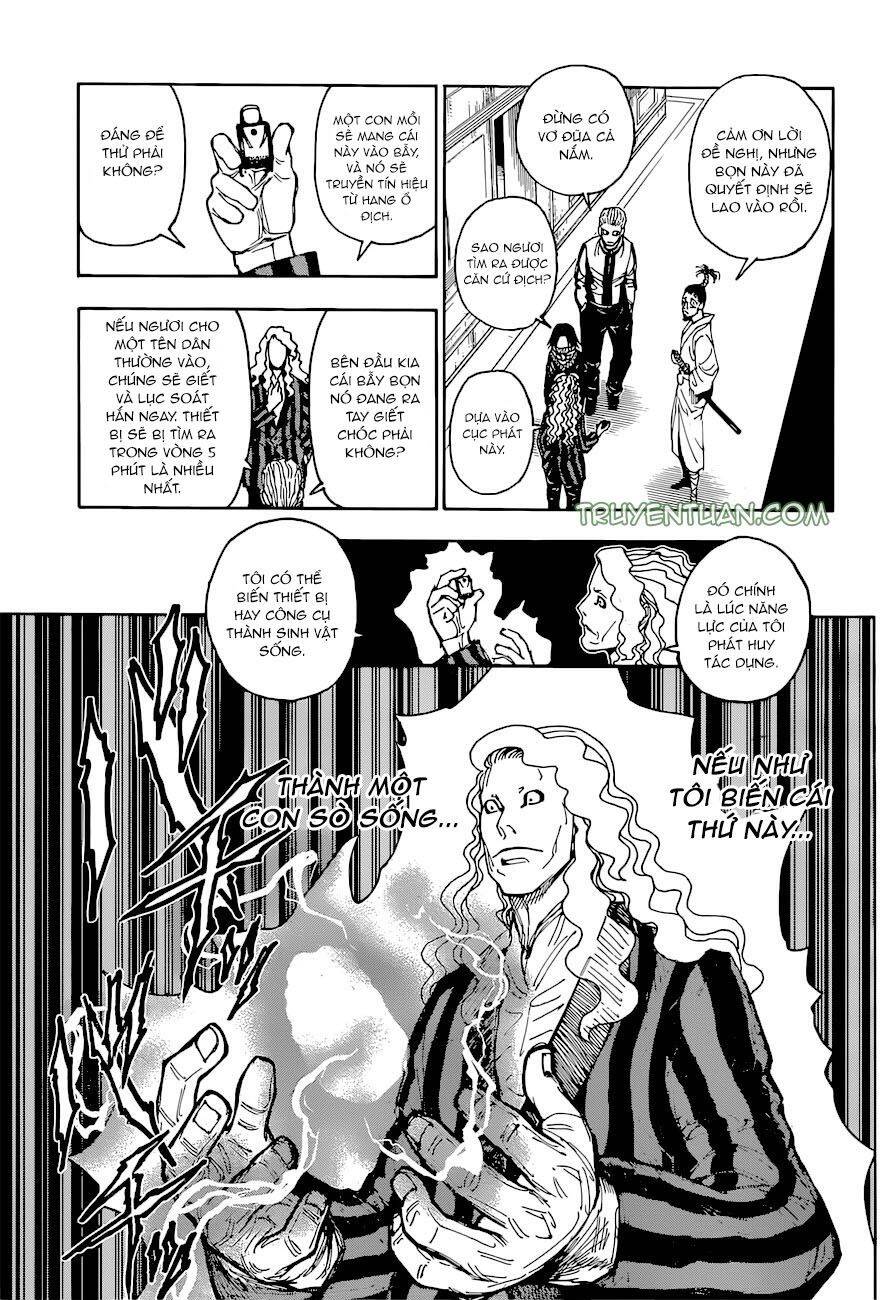 CẢM ƠN LỜI
ĐỀ NGHỊ, NHƯNG
BỌN NÀY ĐÃ
QUYẾT ĐỊNH SẼ
LAO VÀO RỒI.
ĐỪNG CÓ
VƠ ĐŨA CẢ
NẮM.
SAO NGƯƠI
TÌM RA ĐƯỢC
CĂN CỨ ĐỊCH?
DỰA VÀO
CỤC PHÁT
NÀY.
MỘT CON MỒI
SẼ MANG CÁI
NÀY VÀO BẪY,
VÀ NÓ SẼ
TRUYỀN TÍN HIỆU
TỪ HANG Ổ
ĐỊCH.
ĐÁNG ĐỂ
THỬ PHẢI
KHÔNG?
BÊN ĐẦU KIA
CÁI BẪY BỌN
NÓ ĐANG RA
TAY GIẾT
CHÓC PHẢI
KHÔNG?
NẾU NGƯƠI CHO
MỘT TÊN DÂN
THƯỜNG VÀO,
CHÚNG SẼ GIẾT
VÀ LỤC SOÁT
HẮN NGAY. THIẾT
BỊ SẼ BỊ TÌM RA
TRONG VÒNG 5
PHÚT LÀ NHIỀU
NHẤT.
TRUYENTUAN.COM
ĐÓ CHÍNH
LÀ LÚC NĂNG
LỰC CỦA TÔI
PHÁT HUY
TÁC DỤNG.
TÔI CÓ THỂ
BIẾN THIẾT BỊ
HAY CÔNG CỤ
THÀNH SINH VẬT
SỐNG.
NẾU NHƯ
TÔI BIẾN CÁI
THỨ NÀY...
THÀNH MỘT
CON SÒ SỐNG...